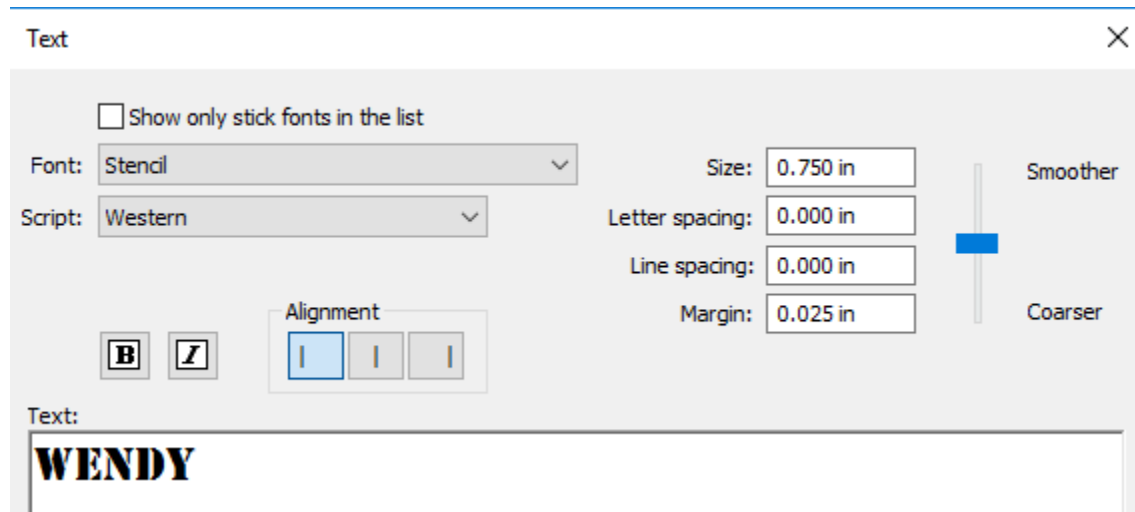 Text
Show only stick fonts in the list
Font: Stencil
Size: 0.750 in
Smoother
Script: Western
Letter spacing: 0.000 in
Line spacing: 0.000 in
Alignment
Margin: 0.025 in
Coarser
B I
Text:
WENDY